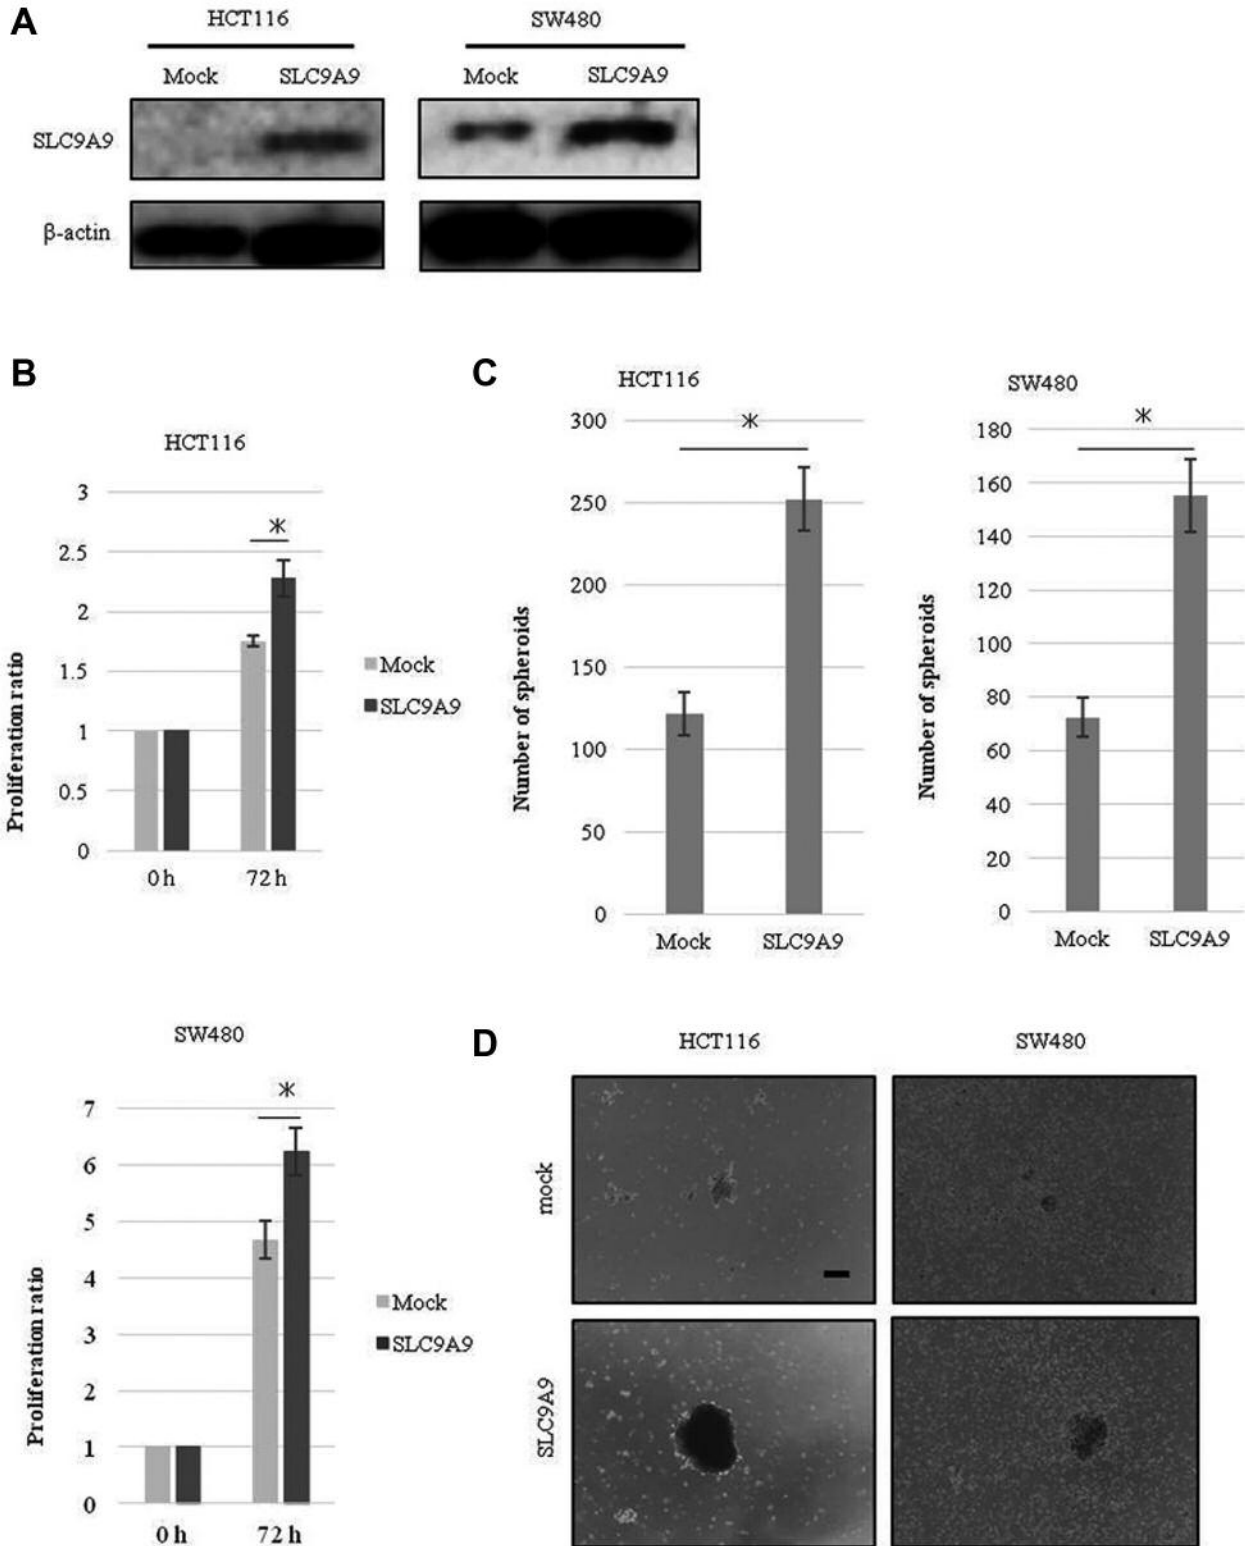 A
HCT116 SW480
Mock SLC9A9 Mock SLC9A9
SLC9A9
β-actin
B
HCT116
3
2.5
2
1.5
1
0.5
0
Proliferation ratio
*
0 h 72 h
Mock
SLC9A9
SW480
7
6
5
4
3
2
1
0
Proliferation ratio
*
0 h 72 h
Mock
SLC9A9
C
HCT116
300
250
200
150
100
50
0
Number of spheroids
*
Mock SLC9A9
SW480
180
160
140
120
100
80
60
40
20
0
Number of spheroids
*
Mock SLC9A9
D
HCT116 SW480
mock
SLC9A9